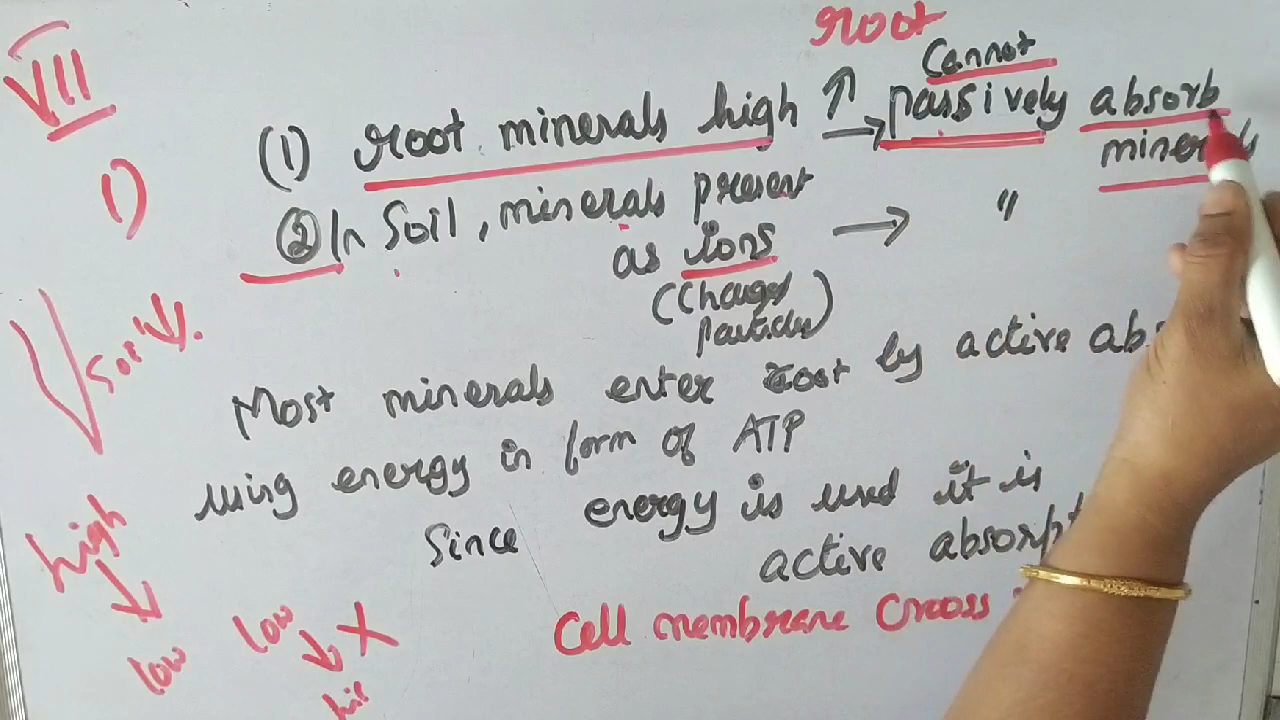 VII
root
Cannot
1) (1) root minerals high ↑ → passively absorb
minerals
② In Soil, minerals present
as ions → "
(Charged
particles)
Soil ↓.
Most minerals enter root by active
using energy in form of ATP
Since energy is used it is
active
high
↓
low
low
↓ X
Cell membrane Cross